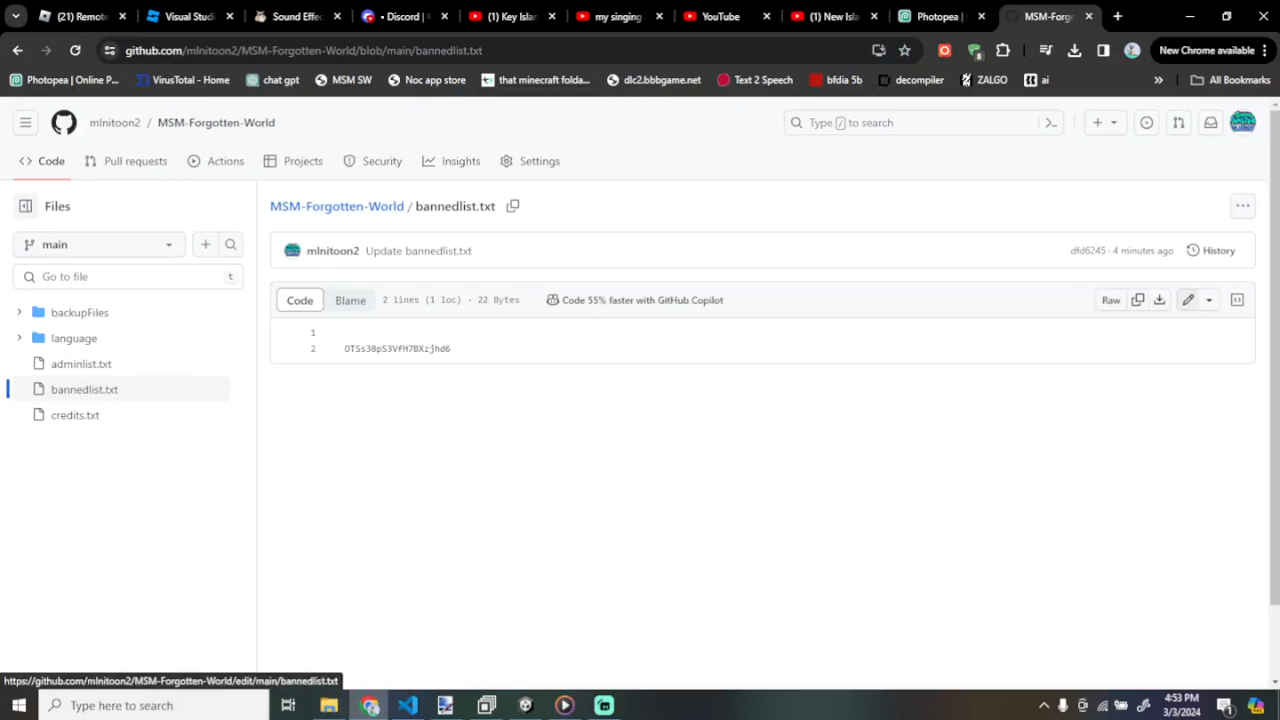 (21) Remote
Visual Studi
Sound Effec
• Discord |
(1) Key Islan
my singing
YouTube
(1) New Isla
Photopea |
MSM-Forgo
github.com/mlnitoon2/MSM-Forgotten-World/blob/main/bannedlist.txt
New Chrome available
Photopea | Online P...
VirusTotal - Home
chat gpt
MSM SW
Noc app store
that minecraft folda...
dlc2.bbbgame.net
Text 2 Speech
bfdia 5b
decompiler
ZALGO
ai
»
All Bookmarks
mlnitoon2 / MSM-Forgotten-World
Type / to search
Code
Pull requests
Actions
Projects
Security
Insights
Settings
Files
MSM-Forgotten-World / bannedlist.txt
main
mlnitoon2 Update bannedlist.txt
dfd6245 · 4 minutes ago
History
Go to file
t
Code
Blame
2 lines (1 loc) · 22 Bytes
Code 55% faster with GitHub Copilot
Raw
backupFiles
language
adminlist.txt
bannedlist.txt
credits.txt
1
2 OTSs38pS3VfH7BXzjhd6
https://github.com/mlnitoon2/MSM-Forgotten-World/edit/main/bannedlist.txt
Type here to search
4:53 PM
3/3/2024
1